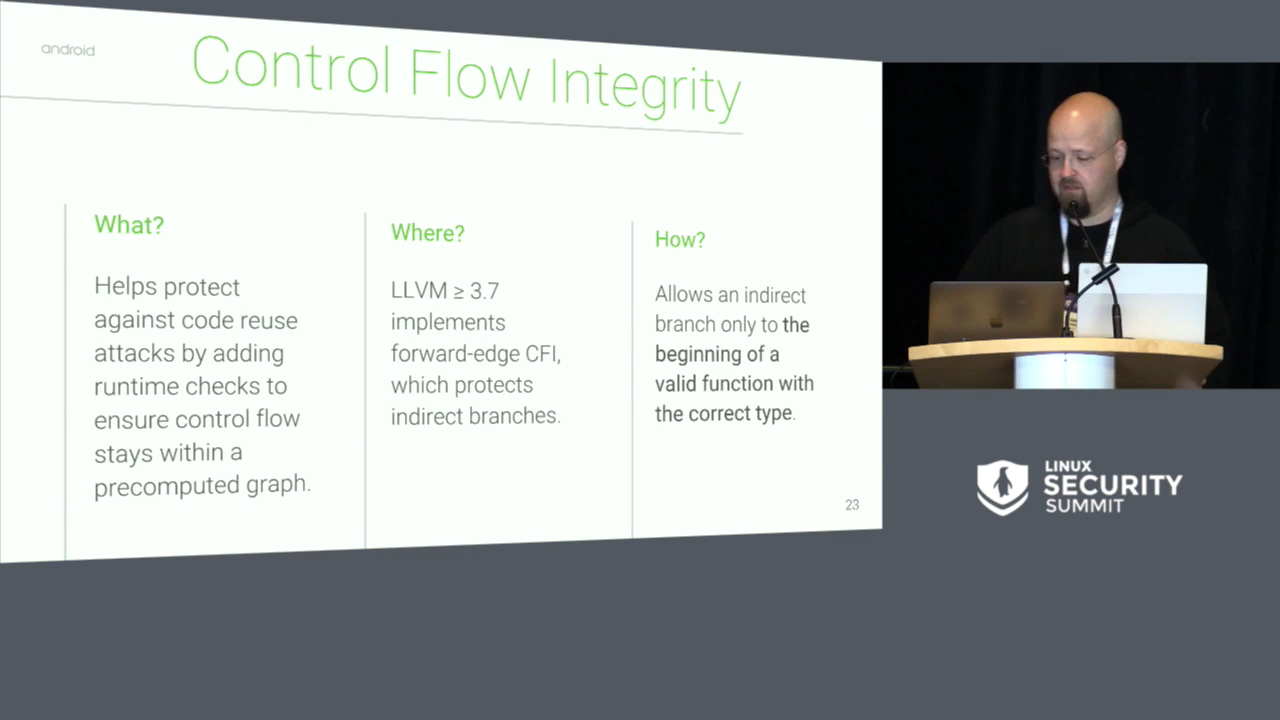 android
Control Flow Integrity
What?
Helps protect
against code reuse
attacks by adding
runtime checks to
ensure control flow
stays within a
precomputed graph.
Where?
LLVM ≥ 3.7
implements
forward-edge CFI,
which protects
indirect branches.
How?
Allows an indirect
branch only to the
beginning of a
valid function with
the correct type.
23
LINUX
SECURITY
SUMMIT